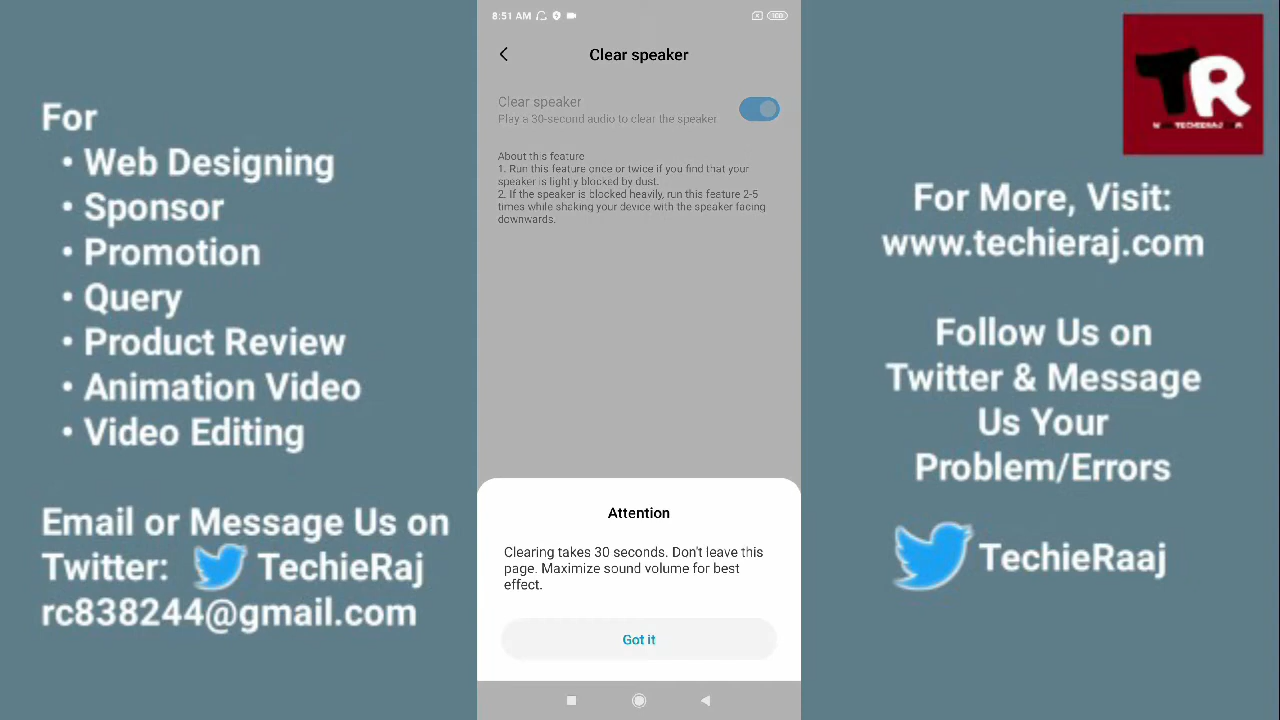 For
• Web Designing
• Sponsor
• Promotion
• Query
• Product Review
• Animation Video
• Video Editing
Email or Message Us on
Twitter: TechieRaj
rc838244@gmail.com
8:51 AM
100
Clear speaker
Clear speaker
Play a 30-second audio to clear the speaker
About this feature
1. Run this feature once or twice if you find that your
speaker is light y blocked by dust.
2. If the speaker is blocked heavily, run this feature 2-5
times while shaking your device with the speaker facing
downwards.
Attention
Clearing takes 30 seconds. Don't leave this
page. Maximize sound volume for best
effect.
Got it
TR
For More, Visit:
www.techieraj.com
Follow Us on
Twitter & Message
Us Your
Problem/Errors
TechieRaaj